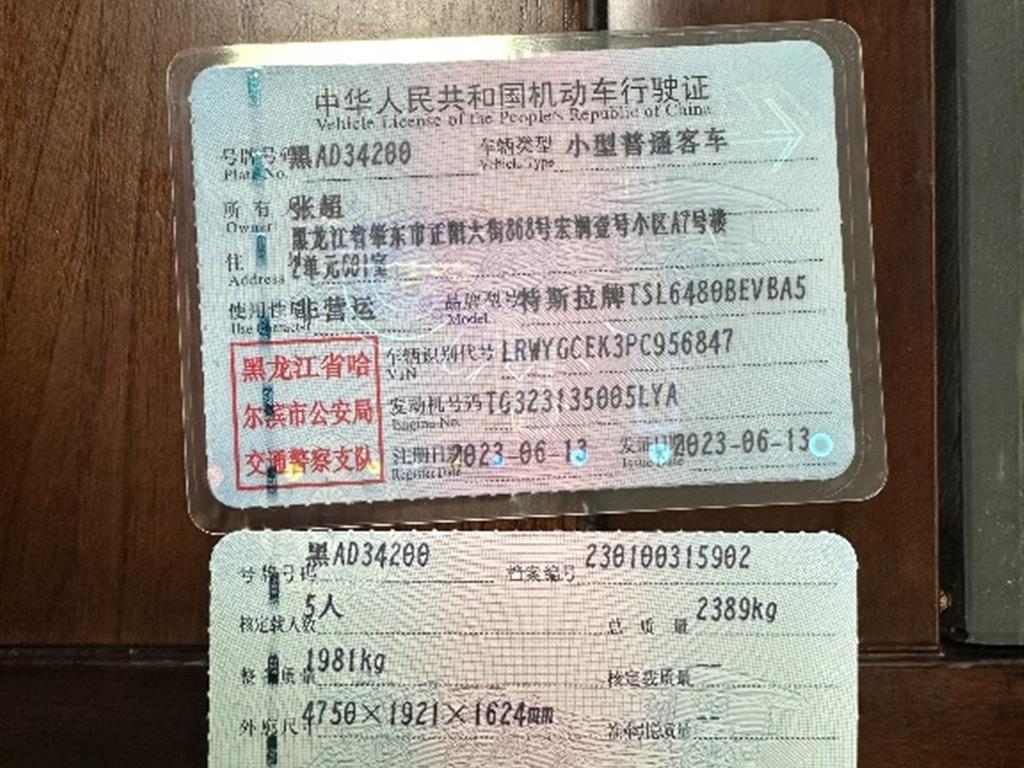 中华人民共和国机动车行驶证
Vehicle License of the People's Republic of China
号牌号码 黑AD34200 车辆类型 小型普通客车
Plate No. Vehicle Type
所有 张超
Owner
黑龙江省肇东市正阳大街868号宏润壹号小区A7号楼
住 2单元601室
Address
使用性质 非营运 品牌型号 特斯拉牌TSL6480BEVBA5
Use Character Model
黑龙江省哈
尔滨市公安局
交通警察支队
车辆识别代号 LRWYGCEK3PC956847
VIN
发动机号码 TG323135005LYA
Engine No.
注册日期 2023-06-13 发证日期 2023-06-13
Register Date Issue Date
号牌号码 黑AD34200 档案编号 230100315902
核定载人数 5人 总质量 2389kg
整备质量 1981kg 核定载质量 --
外廓尺寸 4750×1921×1624mm 准牵引总质量 --